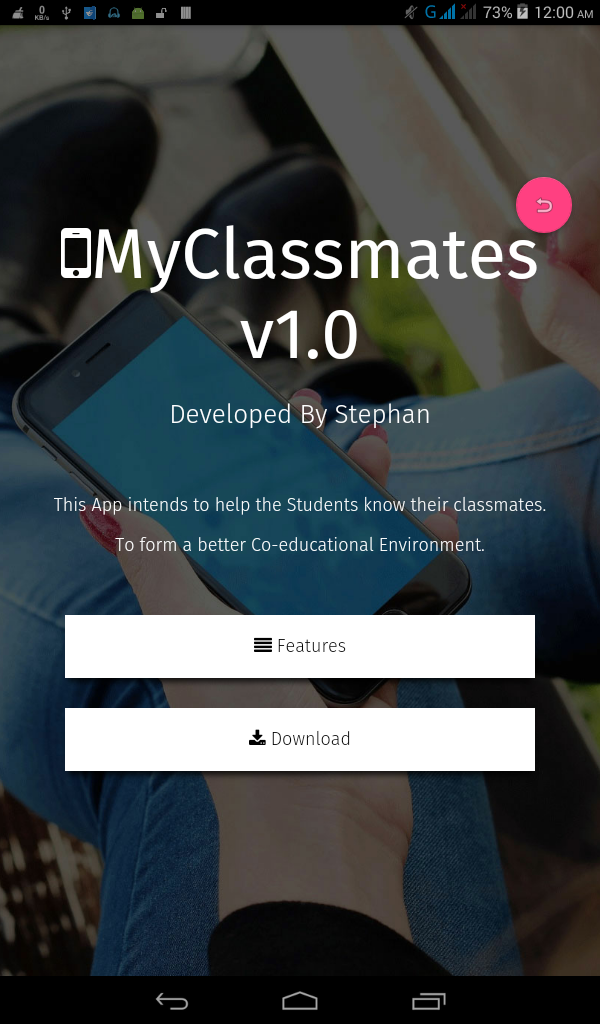 0
KB/s
G
73%
12:00 AM
MyClassmates
v1.0
Developed By Stephan
This App intends to help the Students know their classmates.
To form a better Co-educational Environment.
Features
Download